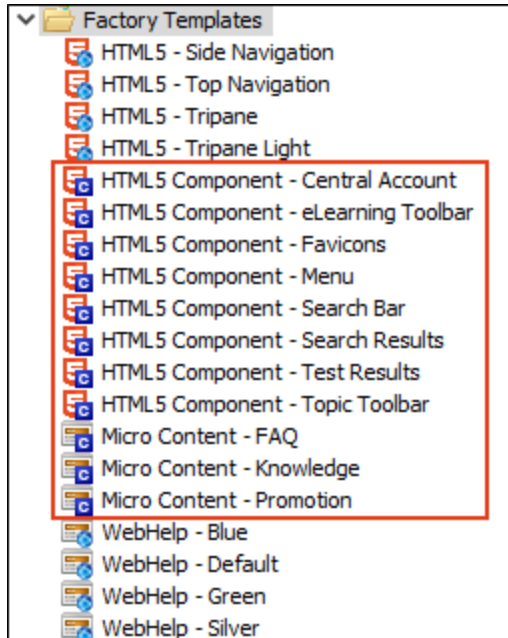 Factory Templates
HTML5 - Side Navigation
HTML5 - Top Navigation
HTML5 - Tripane
HTML5 - Tripane Light
HTML5 Component - Central Account
HTML5 Component - eLearning Toolbar
HTML5 Component - Favicons
HTML5 Component - Menu
HTML5 Component - Search Bar
HTML5 Component - Search Results
HTML5 Component - Test Results
HTML5 Component - Topic Toolbar
Micro Content - FAQ
Micro Content - Knowledge
Micro Content - Promotion
WebHelp - Blue
WebHelp - Default
WebHelp - Green
WebHelp - Silver